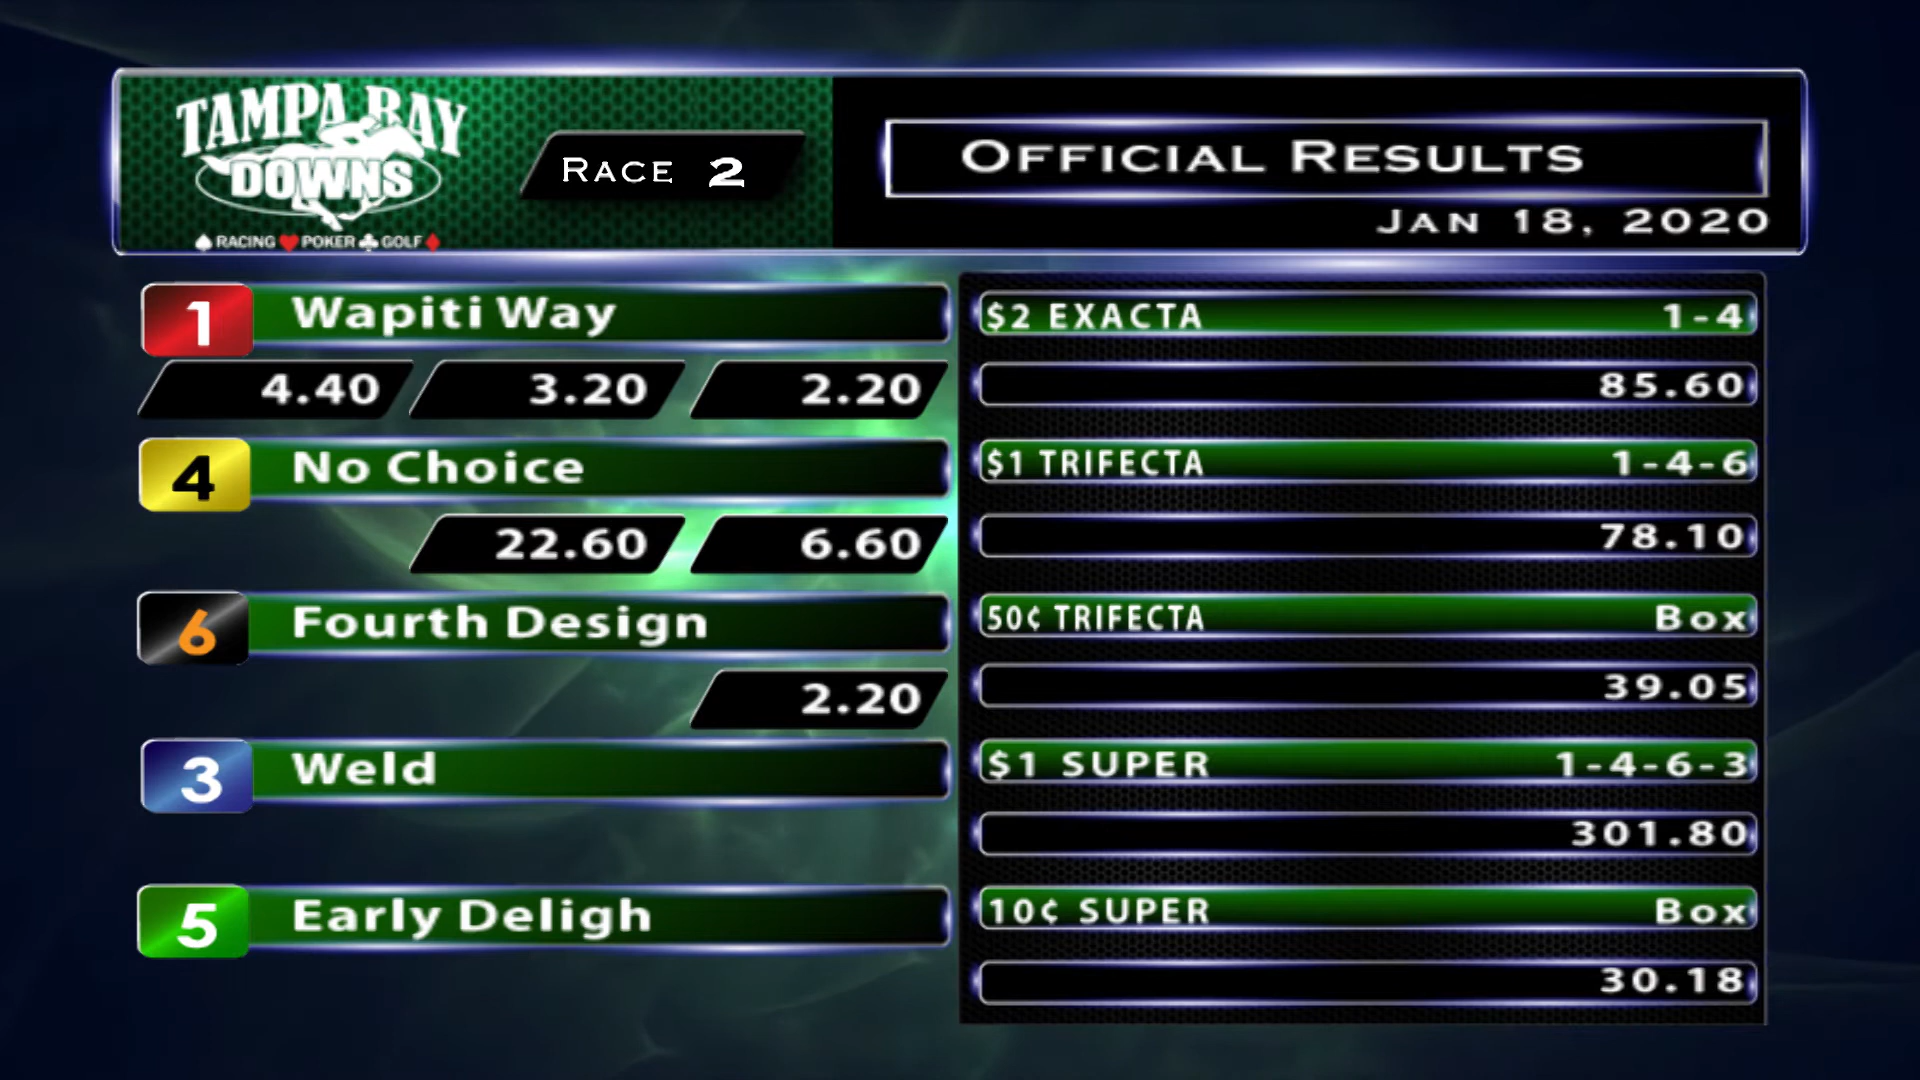 TAMPA BAY
DOWNS
RACING POKER GOLF
RACE 2
OFFICIAL RESULTS
JAN 18, 2020
1 Wapiti Way
4.40 3.20 2.20
4 No Choice
22.60 6.60
6 Fourth Design
2.20
3 Weld
5 Early Deligh
$2 EXACTA 1-4
85.60
$1 TRIFECTA 1-4-6
78.10
50¢ TRIFECTA Box
39.05
$1 SUPER 1-4-6-3
301.80
10¢ SUPER Box
30.18